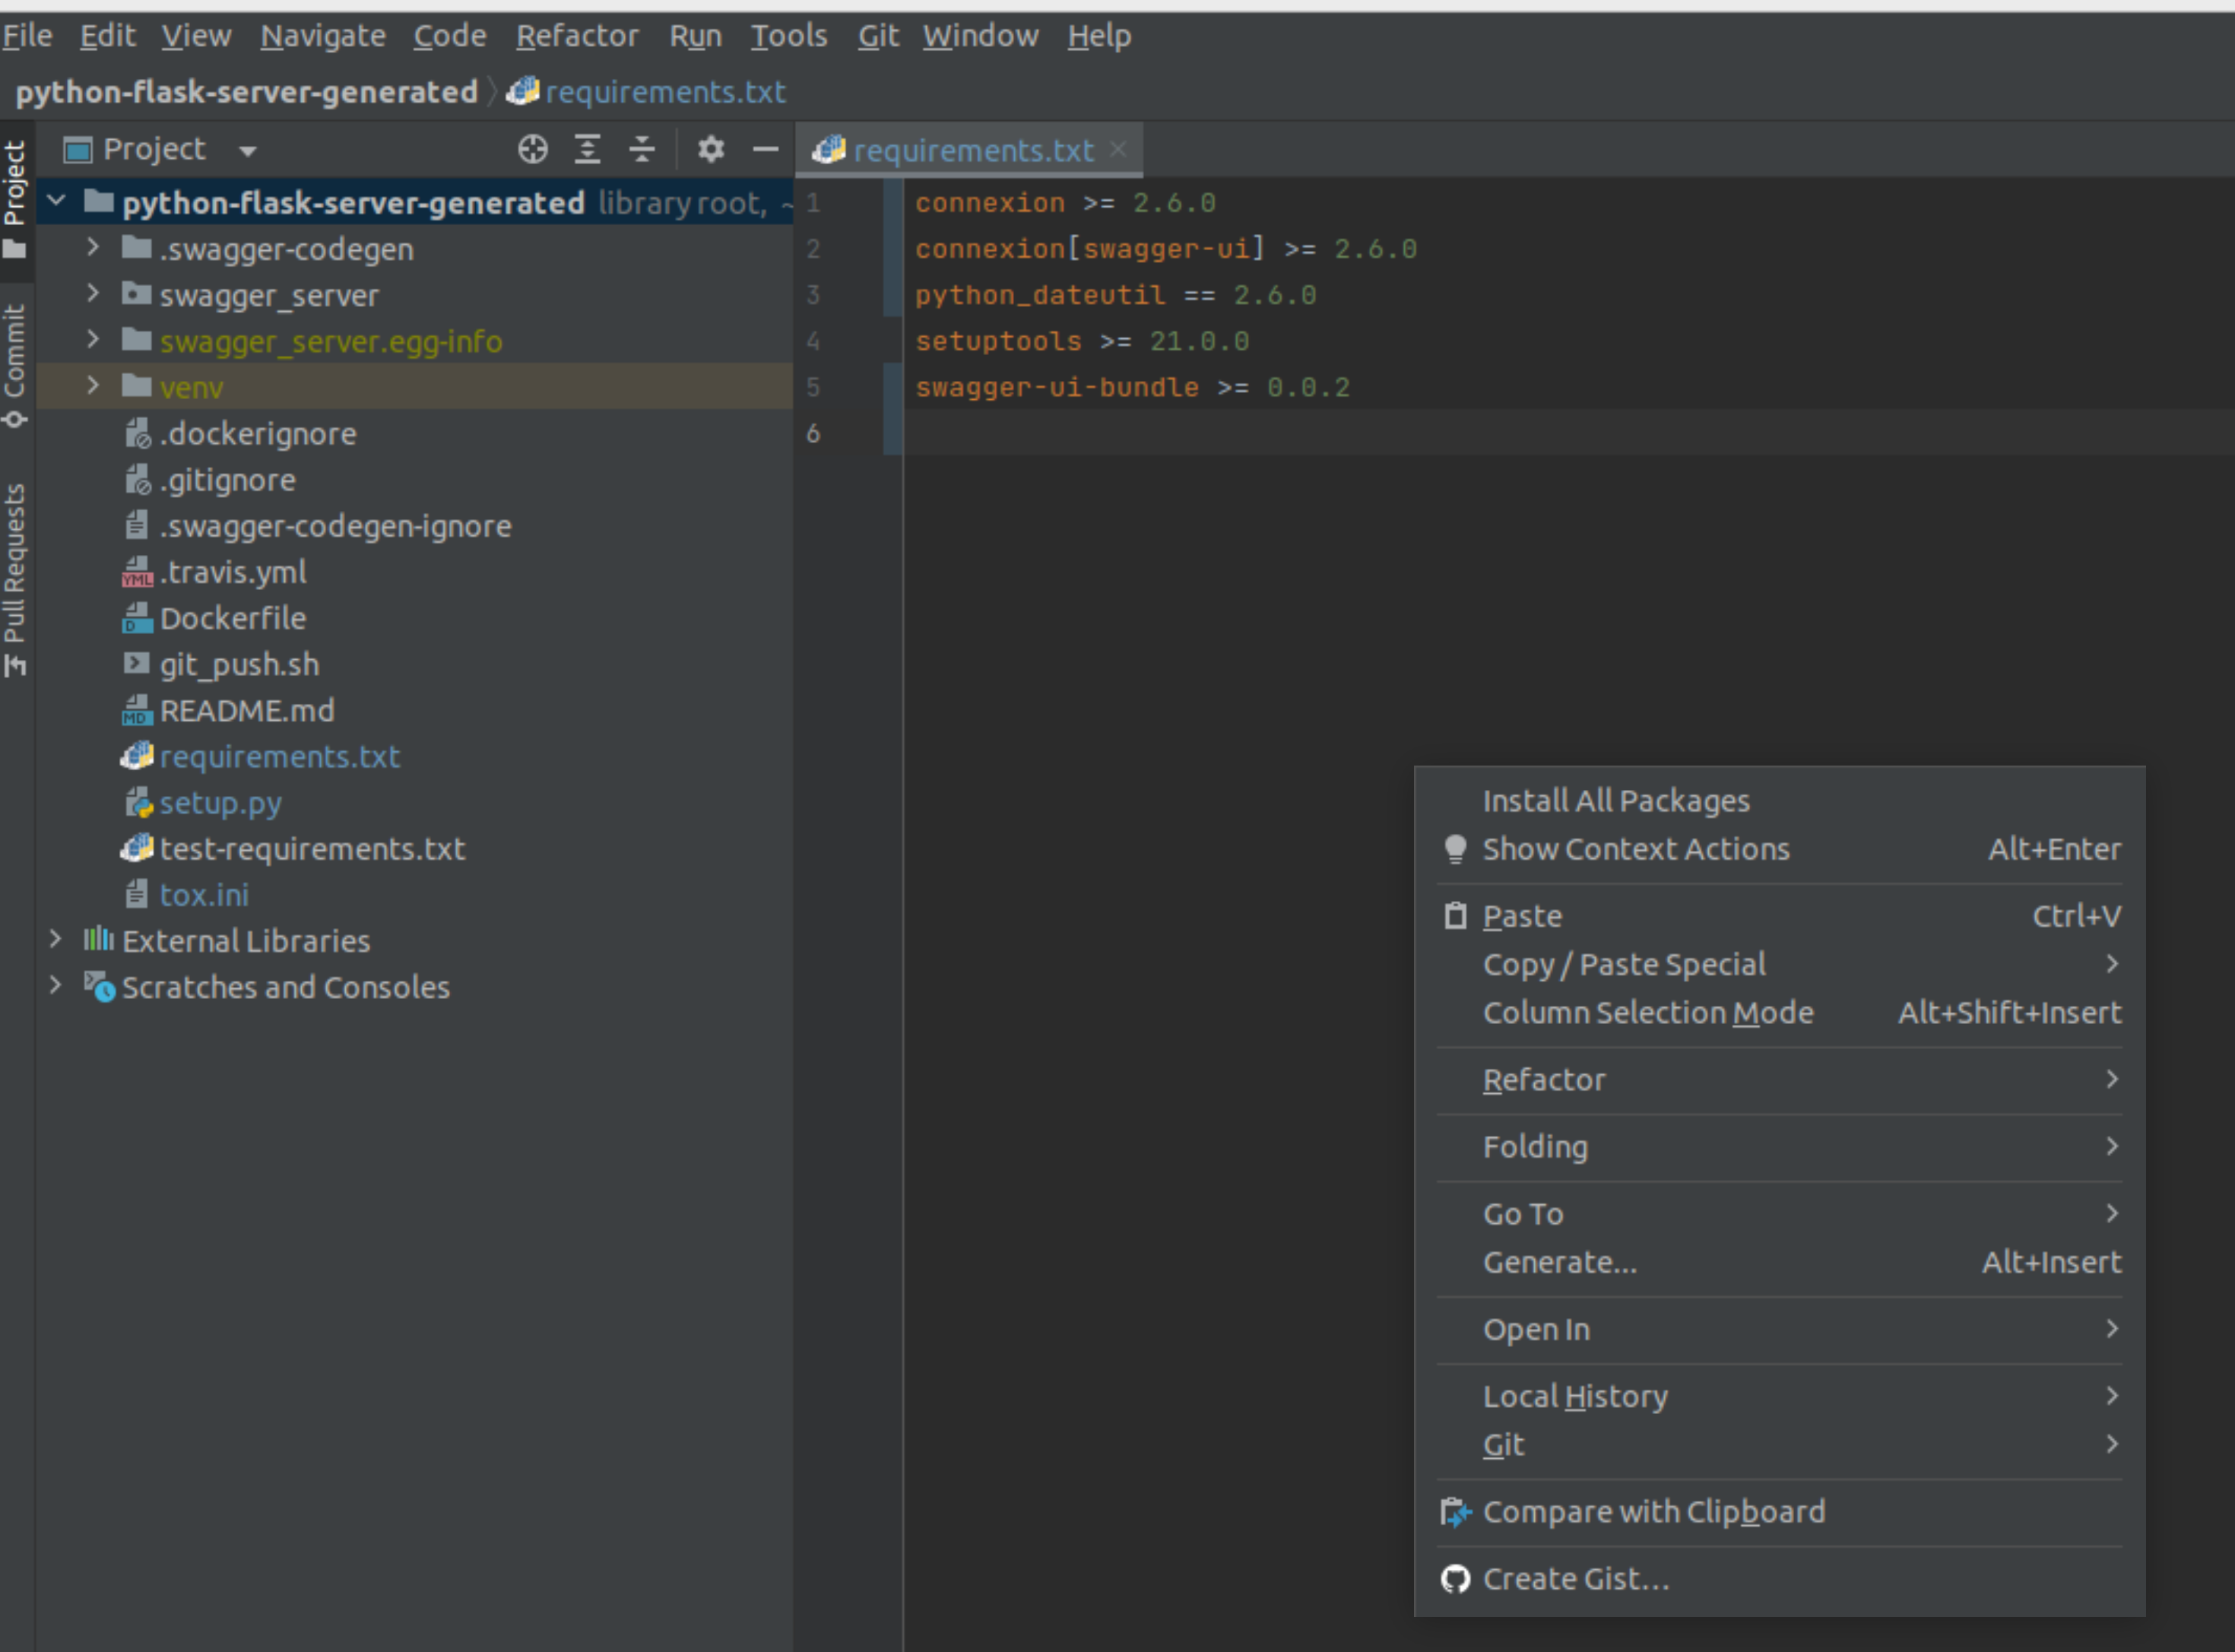 File Edit View Navigate Code Refactor Run Tools Git Window Help
python-flask-server-generated requirements.txt
Project
Commit
Pull Requests
Project
python-flask-server-generated library root, ~
.swagger-codegen
swagger_server
swagger_server.egg-info
venv
.dockerignore
.gitignore
.swagger-codegen-ignore
YML .travis.yml
D Dockerfile
git_push.sh
MD README.md
requirements.txt
setup.py
test-requirements.txt
tox.ini
External Libraries
Scratches and Consoles
requirements.txt
1 connexion >= 2.6.0
2 connexion[swagger-ui] >= 2.6.0
3 python_dateutil == 2.6.0
4 setuptools >= 21.0.0
5 swagger-ui-bundle >= 0.0.2
6
Install All Packages
Show Context Actions Alt+Enter
Paste Ctrl+V
Copy / Paste Special
Column Selection Mode Alt+Shift+Insert
Refactor
Folding
Go To
Generate... Alt+Insert
Open In
Local History
Git
Compare with Clipboard
Create Gist...